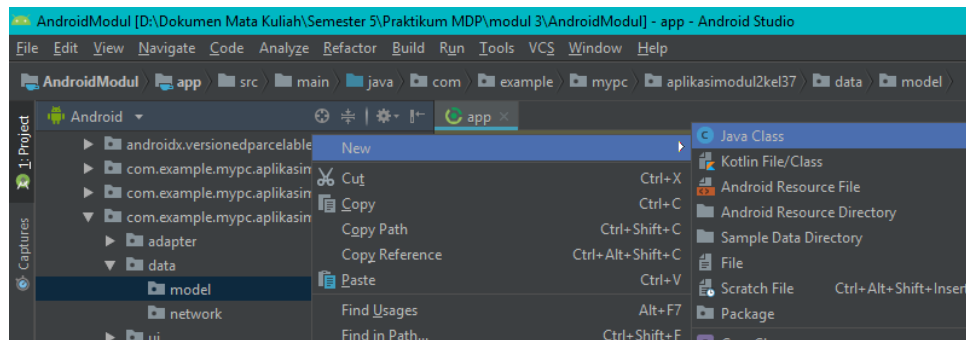 AndroidModul [D:\Dokumen Mata Kuliah\Semester 5\Praktikum MDP\modul 3\AndroidModul] - app - Android Studio
File Edit View Navigate Code Analyze Refactor Build Run Tools VCS Window Help
AndroidModul app src main java com example mypc aplikasimodul2kel37 data model
1: Project
Captures
Android
androidx.versionedparcelable
com.example.mypc.aplikasim
com.example.mypc.aplikasim
com.example.mypc.aplikasim
adapter
data
model
network
ui
app
New
Cut Ctrl+X
Copy Ctrl+C
Copy Path Ctrl+Shift+C
Copy Reference Ctrl+Alt+Shift+C
Paste Ctrl+V
Find Usages Alt+F7
Find in Path... Ctrl+Shift+F
Java Class
Kotlin File/Class
Android Resource File
Android Resource Directory
Sample Data Directory
File
Scratch File Ctrl+Alt+Shift+Insert
Package